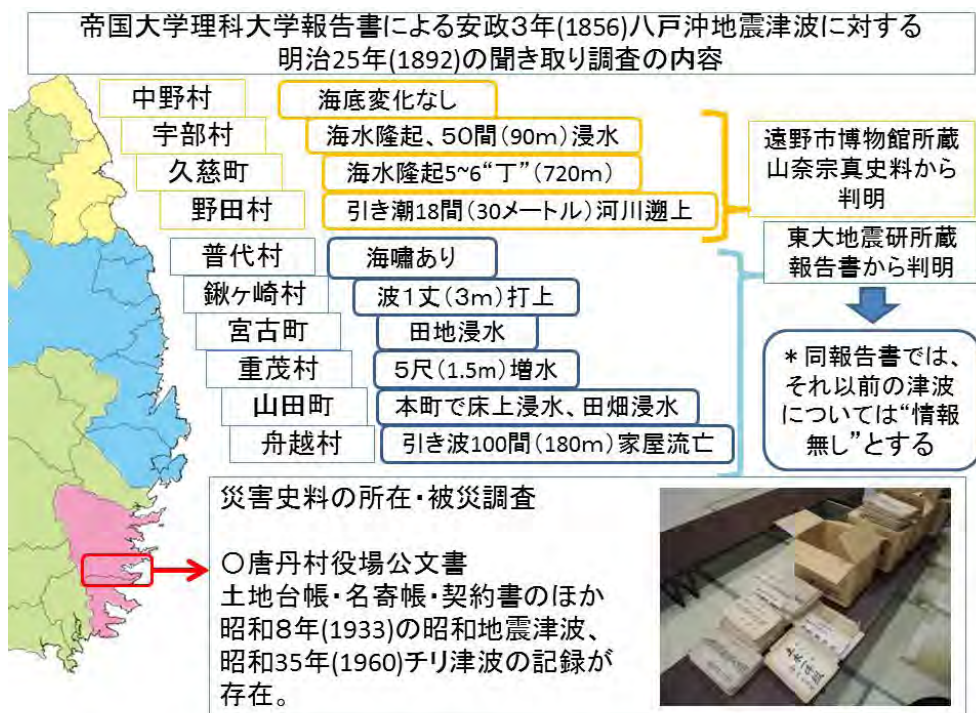 帝国大学理科大学報告書による安政3年(1856)八戸沖地震津波に対する
明治25年(1892)の聞き取り調査の内容
中野村 海底変化なし
宇部村 海水隆起、50間(90m)浸水
久慈町 海水隆起5~6“丁”(720m)
野田村 引き潮18間(30メートル)河川遡上
遠野市博物館所蔵
山奈宗真史料から
判明
普代村 海嘯あり
鍬ヶ崎村 波1丈(3m)打上
宮古町 田地浸水
重茂村 5尺(1.5m)増水
山田町 本町で床上浸水、田畑浸水
舟越村 引き波100間(180m)家屋流亡
東大地震研所蔵
報告書から判明
*同報告書では、
それ以前の津波
については“情報
無し”とする
災害史料の所在・被災調査
〇唐丹村役場公文書
土地台帳・名寄帳・契約書のほか
昭和8年(1933)の昭和地震津波、
昭和35年(1960)チリ津波の記録が
存在。